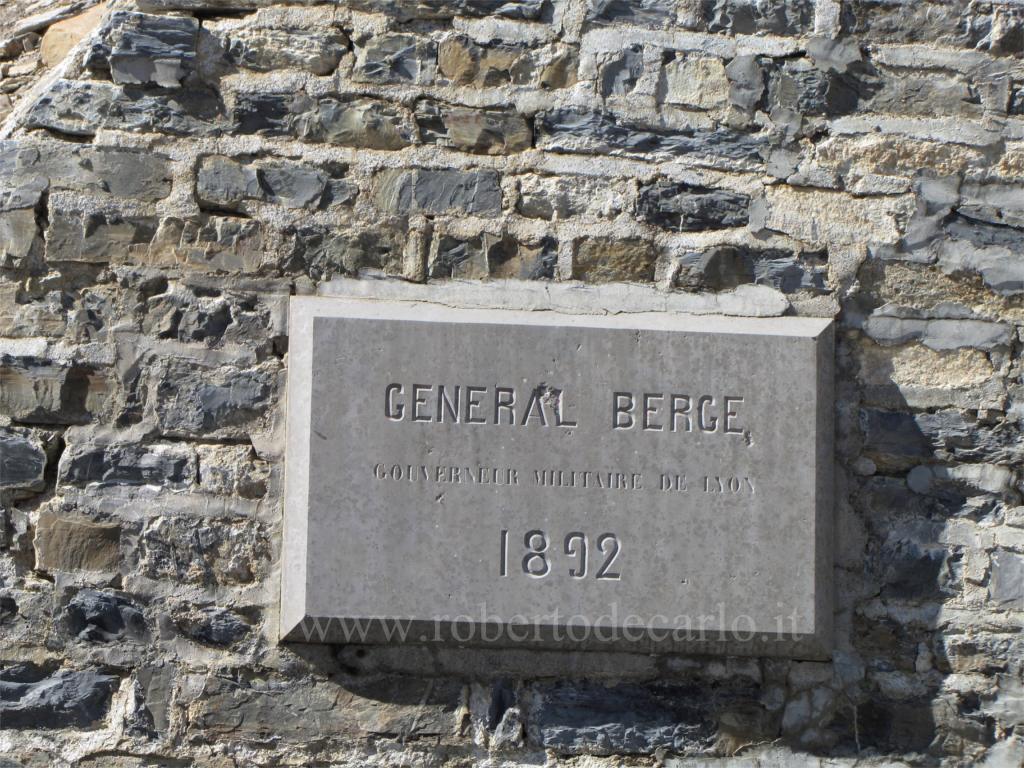 GENERAL BERGE
GOUVERNEUR MILITAIRE DE LYON
1892
www.robertodecarlo.it